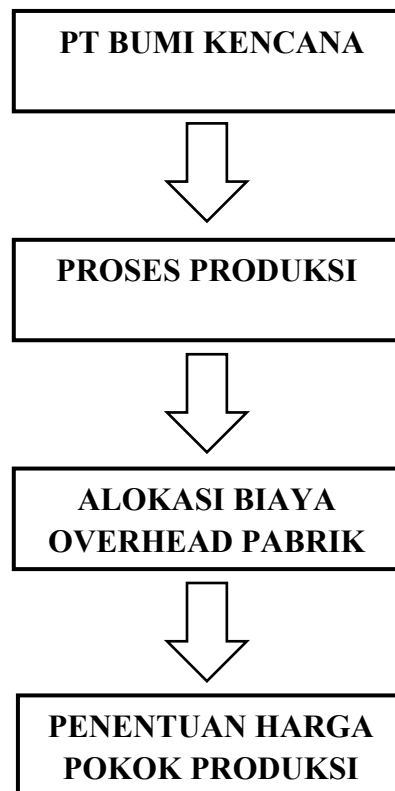 PT BUMI KENCANA
PROSES PRODUKSI
ALOKASI BIAYA
OVERHEAD PABRIK
PENENTUAN HARGA
POKOK PRODUKSI